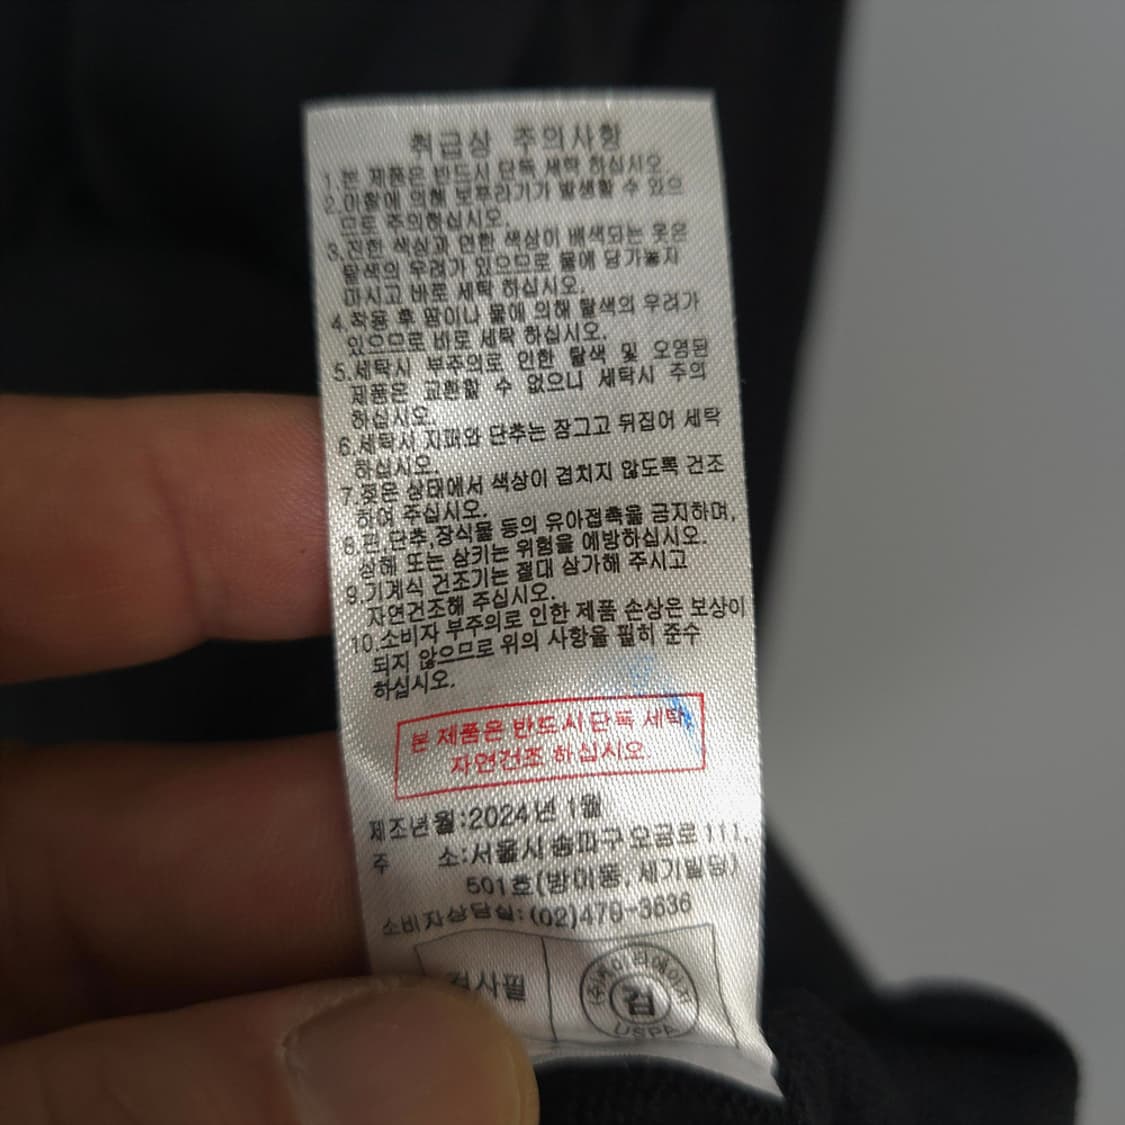 취급상 주의사항
1.본 제품은 반드시 단독 세탁 하십시오.
2.마찰에 의해 보푸라기가 발생할 수 있으
므로 주의하십시오.
3.진한 색상과 연한 색상이 배색되는 옷은
탈색의 우려가 있으므로 물에 담가놓지
마시고 바로 세탁 하십시오.
4.착용 후 땀이나 물에 의해 탈색의 우려가
있으므로 바로 세탁 하십시오.
5.세탁시 부주의로 인한 탈색 및 오염된
제품은 교환할 수 없으니 세탁시 주의
하십시오.
6.세탁시 지퍼와 단추는 잠그고 뒤집어 세탁
하십시오.
7.젖은 상태에서 색상이 겹치지 않도록 건조
하여 주십시오.
8.핀,단추,장식물 등의 유아접촉을 금지하며,
상해 또는 삼키는 위험을 예방하십시오.
9.기계식 건조기는 절대 삼가해 주시고
자연건조해 주십시오.
10.소비자 부주의로 인한 제품 손상은 보상이
되지 않으므로 위의 사항을 필히 준수
하십시오.
본 제품은 반드시 단독 세탁,
자연건조 하십시오
제조년월:2024년 1월
주 소:서울시 송파구 오금로 111,
501호(방이동, 세기빌딩)
소비자상담실:(02)479-3636
검사필
검
USPA